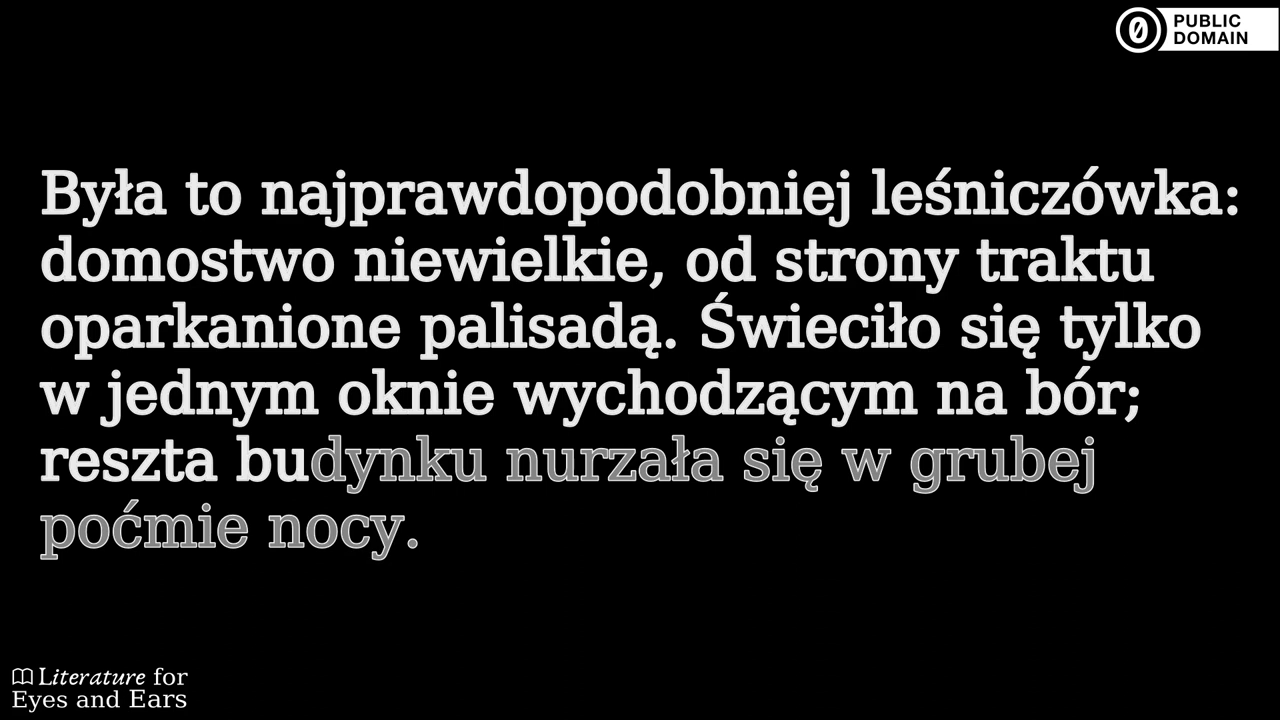 PUBLIC
DOMAIN
Była to najprawdopodobniej leśniczówka:
domostwo niewielkie, od strony traktu
oparkanione palisadą. Świeciło się tylko
w jednym oknie wychodzącym na bór;
reszta budynku nurzała się w grubej
poćmie nocy.
Literature for
Eyes and Ears